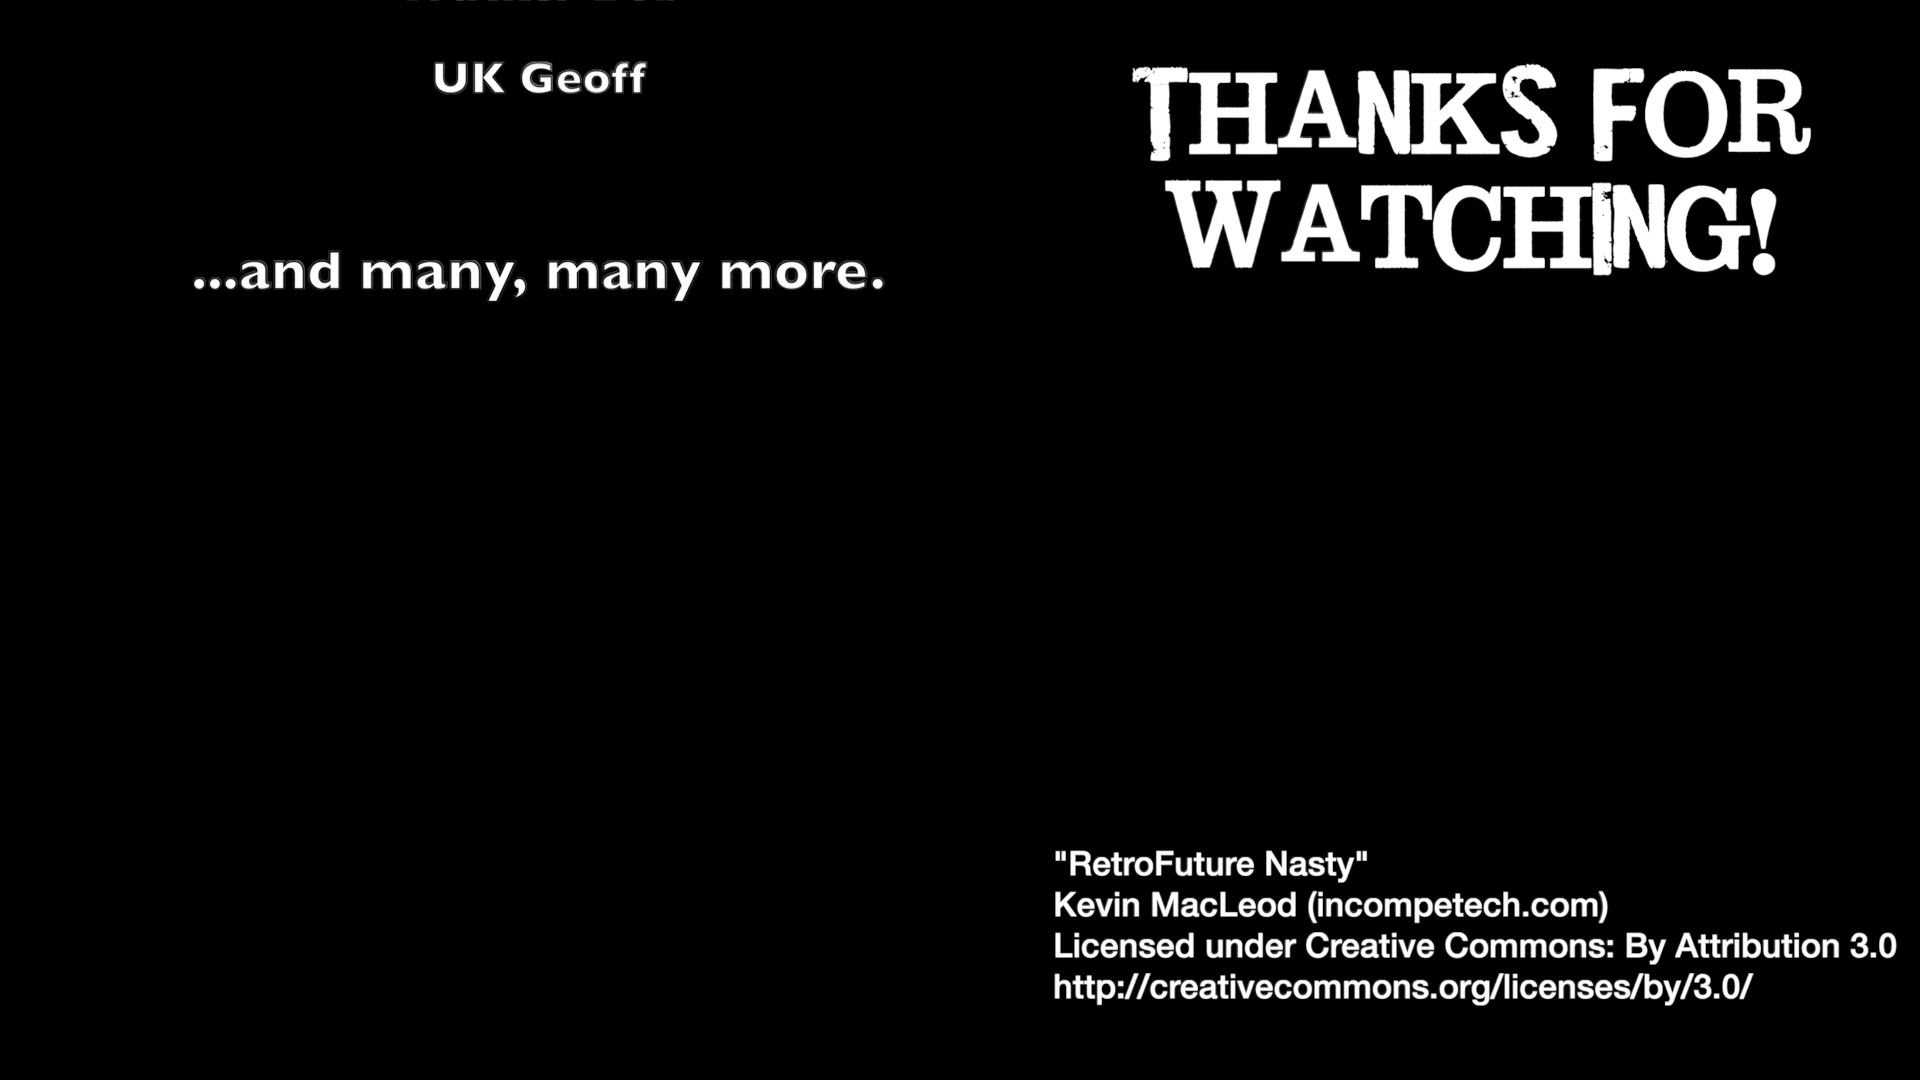 UK Geoff
...and many, many more.
THANKS FOR
WATCHING!
"RetroFuture Nasty"
Kevin MacLeod (incompetech.com)
Licensed under Creative Commons: By Attribution 3.0
http://creativecommons.org/licenses/by/3.0/